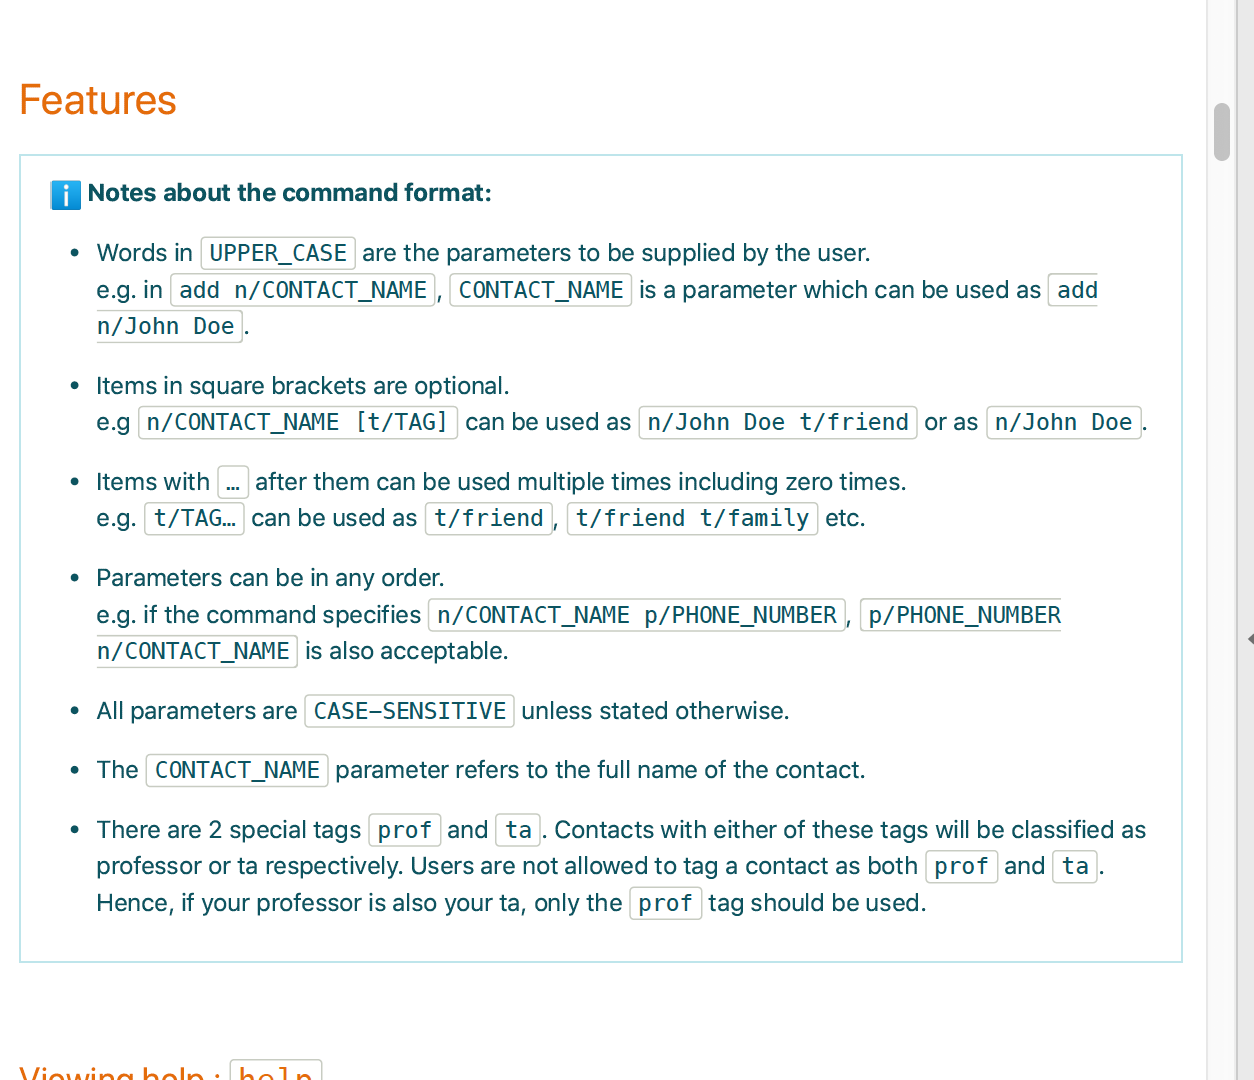 Features
ℹ Notes about the command format:
• Words in UPPER_CASE are the parameters to be supplied by the user.
e.g. in add n/CONTACT_NAME, CONTACT_NAME is a parameter which can be used as add
n/John Doe.
• Items in square brackets are optional.
e.g n/CONTACT_NAME [t/TAG] can be used as n/John Doe t/friend or as n/John Doe.
• Items with … after them can be used multiple times including zero times.
e.g. t/TAG… can be used as t/friend, t/friend t/family etc.
• Parameters can be in any order.
e.g. if the command specifies n/CONTACT_NAME p/PHONE_NUMBER, p/PHONE_NUMBER
n/CONTACT_NAME is also acceptable.
• All parameters are CASE-SENSITIVE unless stated otherwise.
• The CONTACT_NAME parameter refers to the full name of the contact.
• There are 2 special tags prof and ta. Contacts with either of these tags will be classified as
professor or ta respectively. Users are not allowed to tag a contact as both prof and ta.
Hence, if your professor is also your ta, only the prof tag should be used.
Viewing help : help